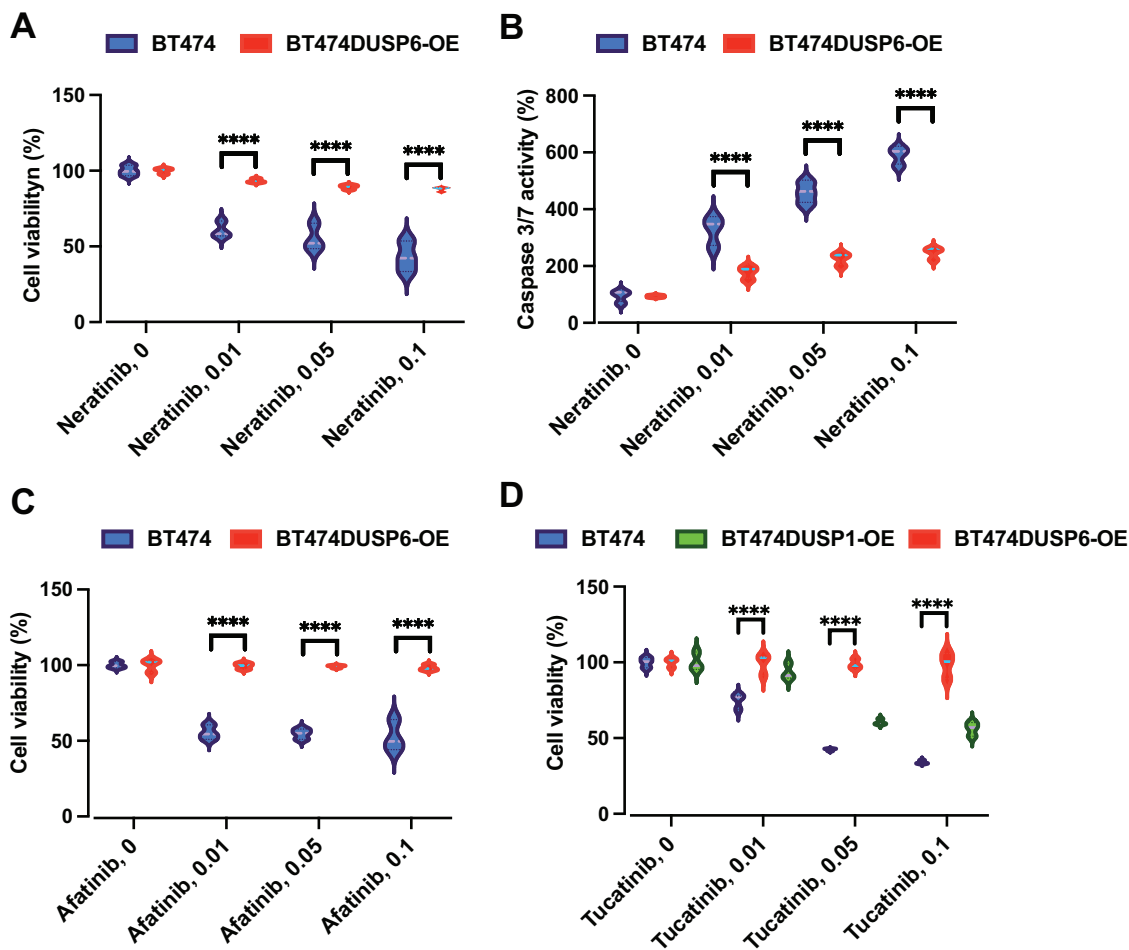 A
BT474
BT474DUSP6-OE
Cell viabilityn (%)
150
100
50
0
****
****
****
Neratinib, 0
Neratinib, 0.01
Neratinib, 0.05
Neratinib, 0.1
B
BT474
BT474DUSP6-OE
Caspase 3/7 activity (%)
800
600
400
200
0
****
****
****
Neratinib, 0
Neratinib, 0.01
Neratinib, 0.05
Neratinib, 0.1
C
BT474
BT474DUSP6-OE
Cell viability (%)
150
100
50
0
****
****
****
Afatinib, 0
Afatinib, 0.01
Afatinib, 0.05
Afatinib, 0.1
D
BT474
BT474DUSP1-OE
BT474DUSP6-OE
Cell viablity (%)
150
100
50
0
****
****
****
Tucatinib, 0
Tucatinib, 0.01
Tucatinib, 0.05
Tucatinib, 0.1